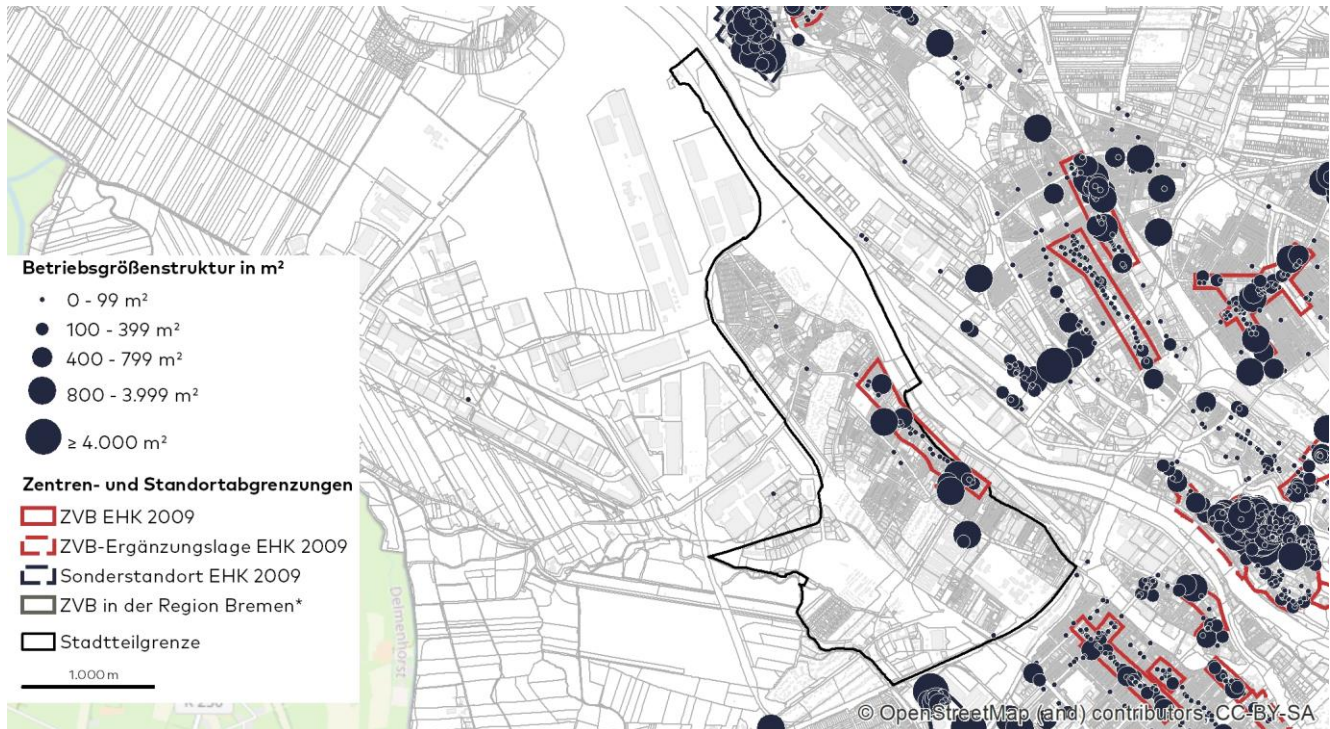 Betriebsgrößenstruktur in m²
0 - 99 m²
100 - 399 m²
400 - 799 m²
800 - 3.999 m²
≥ 4.000 m²
Zentren- und Standortabgrenzungen
ZVB EHK 2009
ZVB-Ergänzungslage EHK 2009
Sonderstandort EHK 2009
ZVB in der Region Bremen*
Stadtteilgrenze
1.000 m
Delmenhorst
© OpenStreetMap (and) contributors, CC-BY-SA